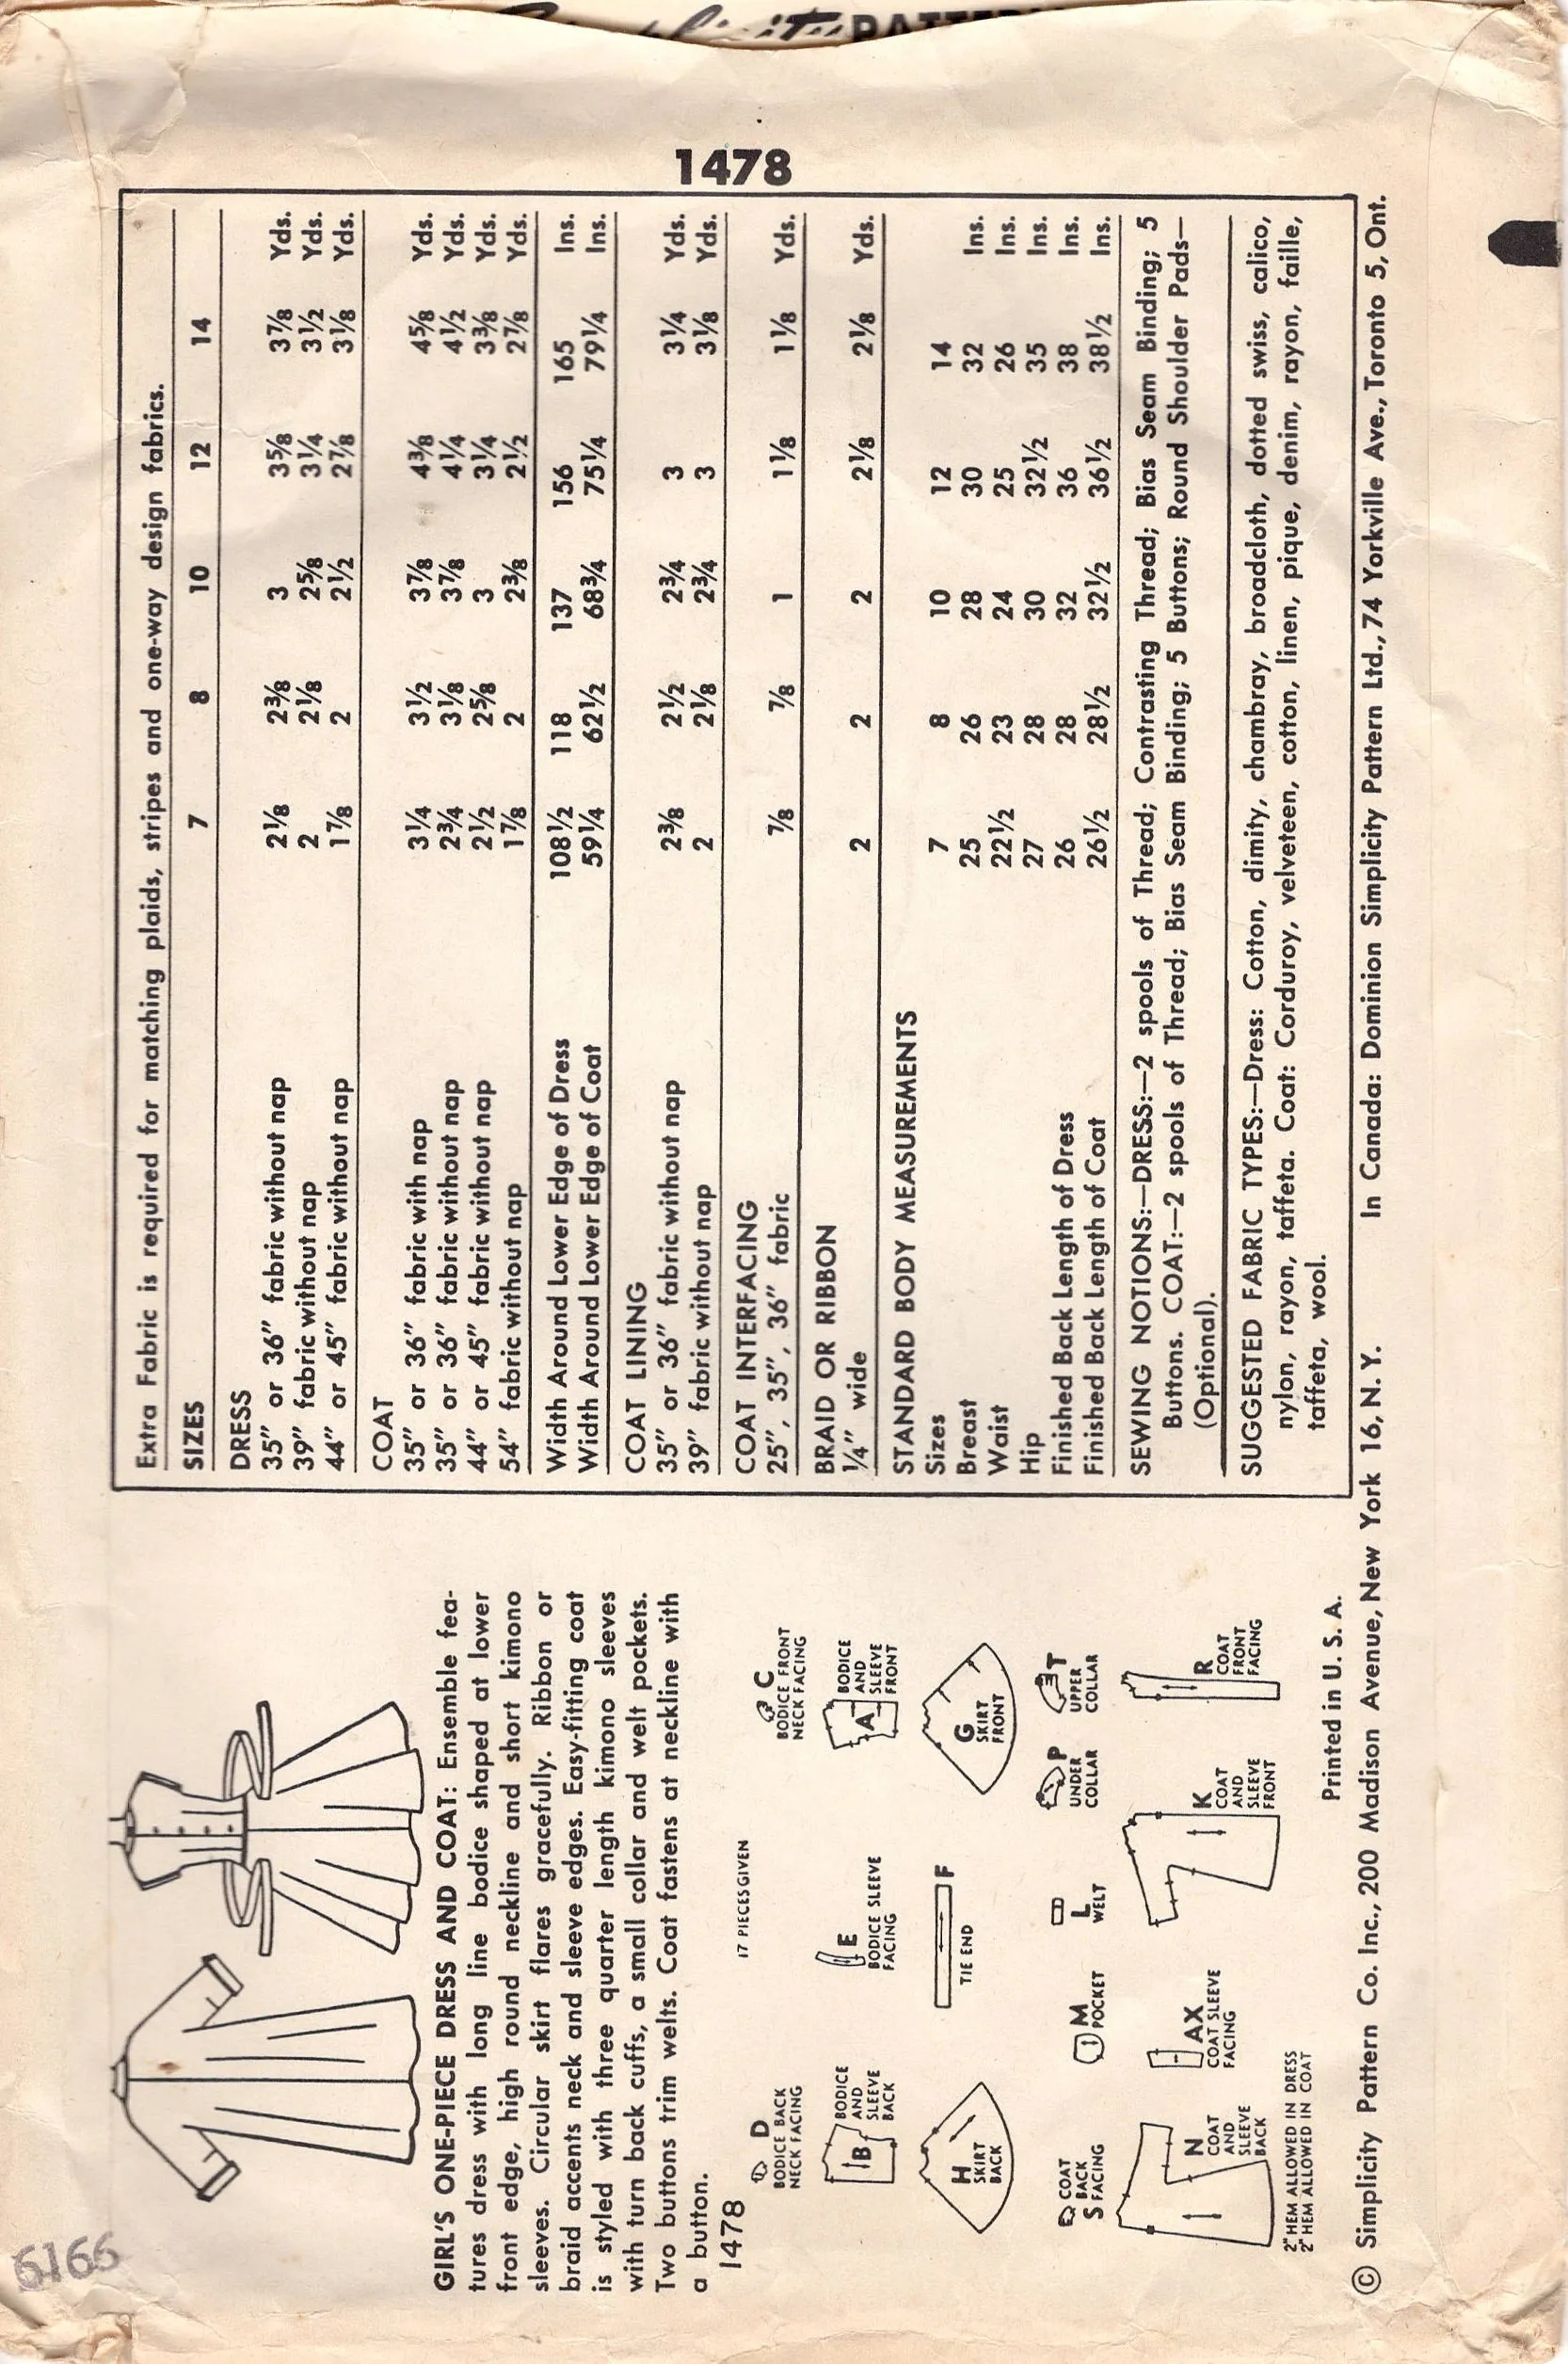 Simplicity PATTERN
6166
1478
GIRL'S ONE-PIECE DRESS AND COAT: Ensemble fea-
tures dress with long line bodice shaped at lower
front edge, high round neckline and short kimono
sleeves. Circular skirt flares gracefully. Ribbon or
braid accents neck and sleeve edges. Easy-fitting coat
is styled with three quarter length kimono sleeves
with turn back cuffs, a small collar and welt pockets.
Two buttons trim welts. Coat fastens at neckline with
a button.
1478
17 PIECES GIVEN
D
BODICE BACK
NECK FACING
C
BODICE FRONT
NECK FACING
B
BODICE
AND
SLEEVE
BACK
E
BODICE SLEEVE
FACING
A
BODICE
AND
SLEEVE
FRONT
H
SKIRT
BACK
F
TIE END
G
SKIRT
FRONT
COAT
BACK
S FACING
M
POCKET
L
WELT
P
UNDER
COLLAR
T
UPPER
COLLAR
N
COAT
AND
SLEEVE
BACK
AX
COAT SLEEVE
FACING
K
COAT
AND
SLEEVE
FRONT
R
COAT
FRONT
FACING
2" HEM ALLOWED IN DRESS
2" HEM ALLOWED IN COAT
Printed in U. S. A.
Extra Fabric is required for matching plaids, stripes and one-way design fabrics.
SIZES 7 8 10 12 14
DRESS
35" or 36" fabric without nap 2⅛ 2⅜ 3 3⅝ 3⅞ Yds.
39" fabric without nap 2 2⅛ 2⅝ 3¼ 3½ Yds.
44" or 45" fabric without nap 1⅞ 2 2½ 2⅞ 3⅛ Yds.
COAT
35" or 36" fabric with nap 3¼ 3½ 3⅞ 4⅜ 4⅝ Yds.
35" or 36" fabric without nap 2¾ 3⅛ 3⅞ 4¼ 4½ Yds.
44" or 45" fabric without nap 2½ 2⅝ 3 3¼ 3⅜ Yds.
54" fabric without nap 1⅞ 2 2⅜ 2½ 2⅞ Yds.
Width Around Lower Edge of Dress 108½ 118 137 156 165 Ins.
Width Around Lower Edge of Coat 59¼ 62½ 68¾ 75¼ 79¼ Ins.
COAT LINING
35" or 36" fabric without nap 2⅜ 2½ 2¾ 3 3¼ Yds.
39" fabric without nap 2 2⅛ 2¾ 3 3⅛ Yds.
COAT INTERFACING
25", 35", 36" fabric ⅞ ⅞ 1 1⅛ 1⅛ Yds.
BRAID OR RIBBON
¼" wide 2 2 2 2⅛ 2⅛ Yds.
STANDARD BODY MEASUREMENTS
Sizes 7 8 10 12 14
Breast 25 26 28 30 32 Ins.
Waist 22½ 23 24 25 26 Ins.
Hip 27 28 30 32½ 35 Ins.
Finished Back Length of Dress 26 28 32 36 38 Ins.
Finished Back Length of Coat 26½ 28½ 32½ 36½ 38½ Ins.
SEWING NOTIONS:—DRESS:—2 spools of Thread; Contrasting Thread; Bias Seam Binding; 5
Buttons. COAT:—2 spools of Thread; Bias Seam Binding; 5 Buttons; Round Shoulder Pads—
(Optional).
SUGGESTED FABRIC TYPES:—Dress: Cotton, dimity, chambray, broadcloth, dotted swiss, calico,
nylon, rayon, taffeta. Coat: Corduroy, velveteen, cotton, linen, pique, denim, rayon, faille,
taffeta, wool.
© Simplicity Pattern Co. Inc., 200 Madison Avenue, New York 16, N. Y. In Canada: Dominion Simplicity Pattern Ltd., 74 Yorkville Ave., Toronto 5, Ont.